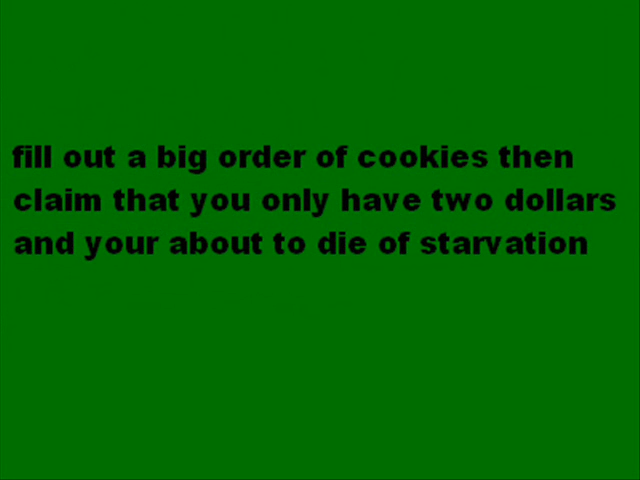 fill out a big order of cookies then
claim that you only have two dollars
and your about to die of starvation